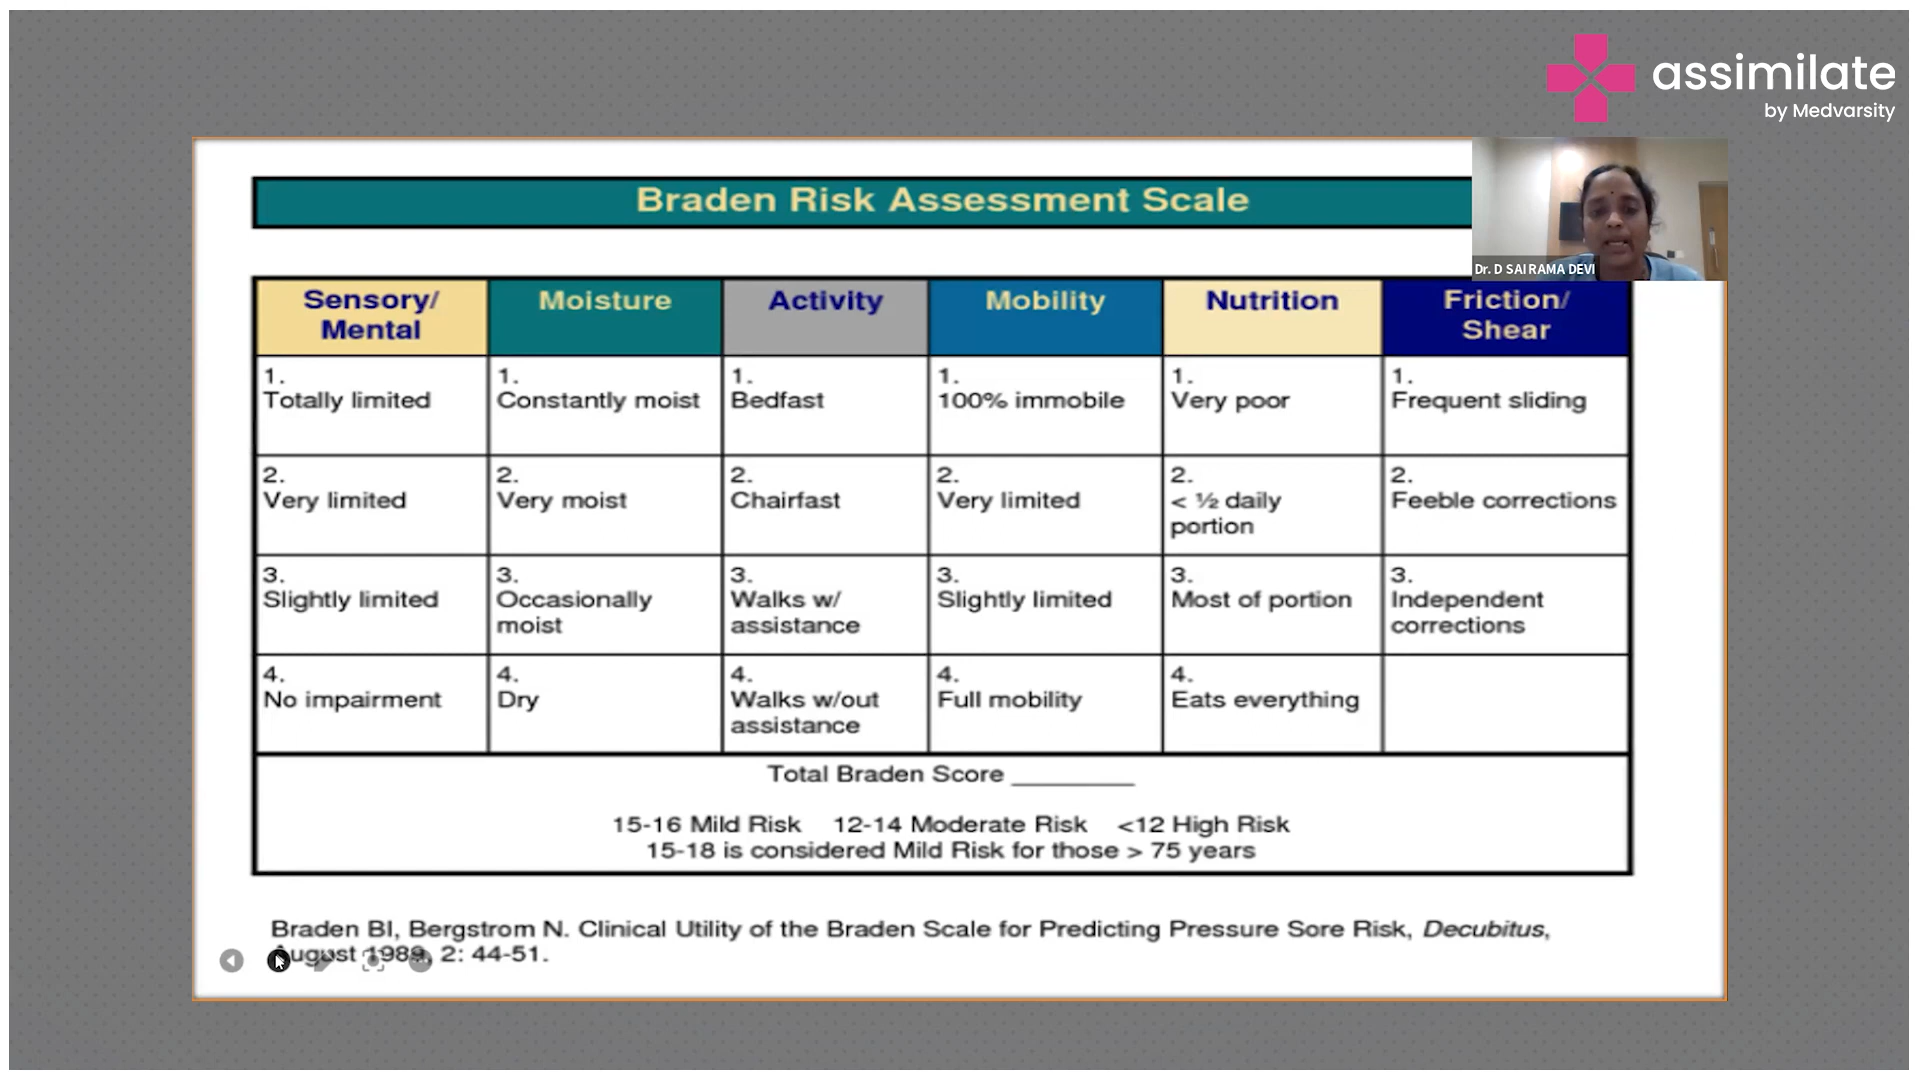 assimilate
by Medvarsity
Braden Risk Assessment Scale
Dr. D SAI RAMA DEVI
Sensory/
Mental
Moisture
Activity
Mobility
Nutrition
Friction/
Shear
1.
Totally limited
1.
Constantly moist
1.
Bedfast
1.
100% immobile
1.
Very poor
1.
Frequent sliding
2.
Very limited
2.
Very moist
2.
Chairfast
2.
Very limited
2.
< ½ daily
portion
2.
Feeble corrections
3.
Slightly limited
3.
Occasionally
moist
3.
Walks w/
assistance
3.
Slightly limited
3.
Most of portion
3.
Independent
corrections
4.
No impairment
4.
Dry
4.
Walks w/out
assistance
4.
Full mobility
4.
Eats everything
Total Braden Score _________
15-16 Mild Risk 12-14 Moderate Risk <12 High Risk
15-18 is considered Mild Risk for those > 75 years
Braden BI, Bergstrom N. Clinical Utility of the Braden Scale for Predicting Pressure Sore Risk, Decubitus,
August 1989, 2: 44-51.